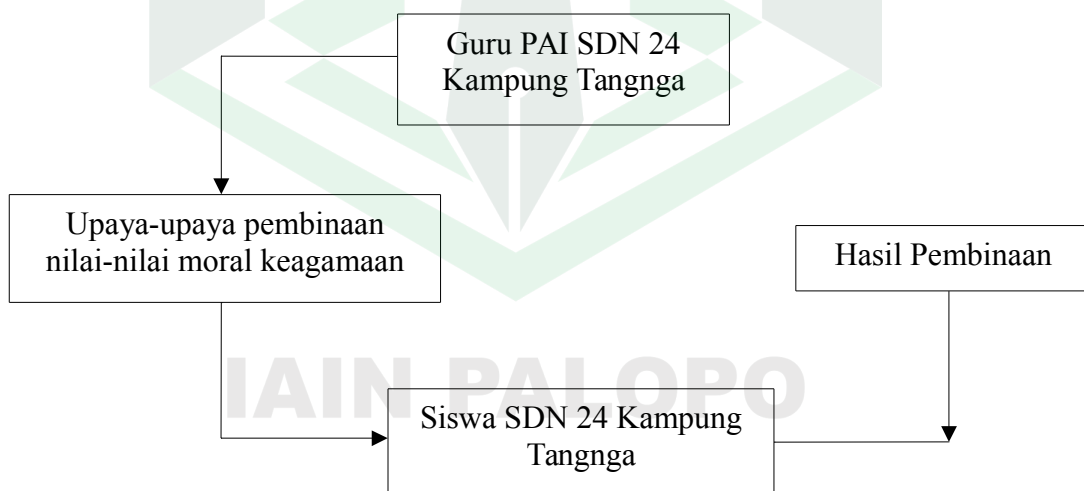 Guru PAI SDN 24
Kampung Tangnga
Upaya-upaya pembinaan
nilai-nilai moral keagamaan
Hasil Pembinaan
IAIN PALOPO
Siswa SDN 24 Kampung
Tangnga